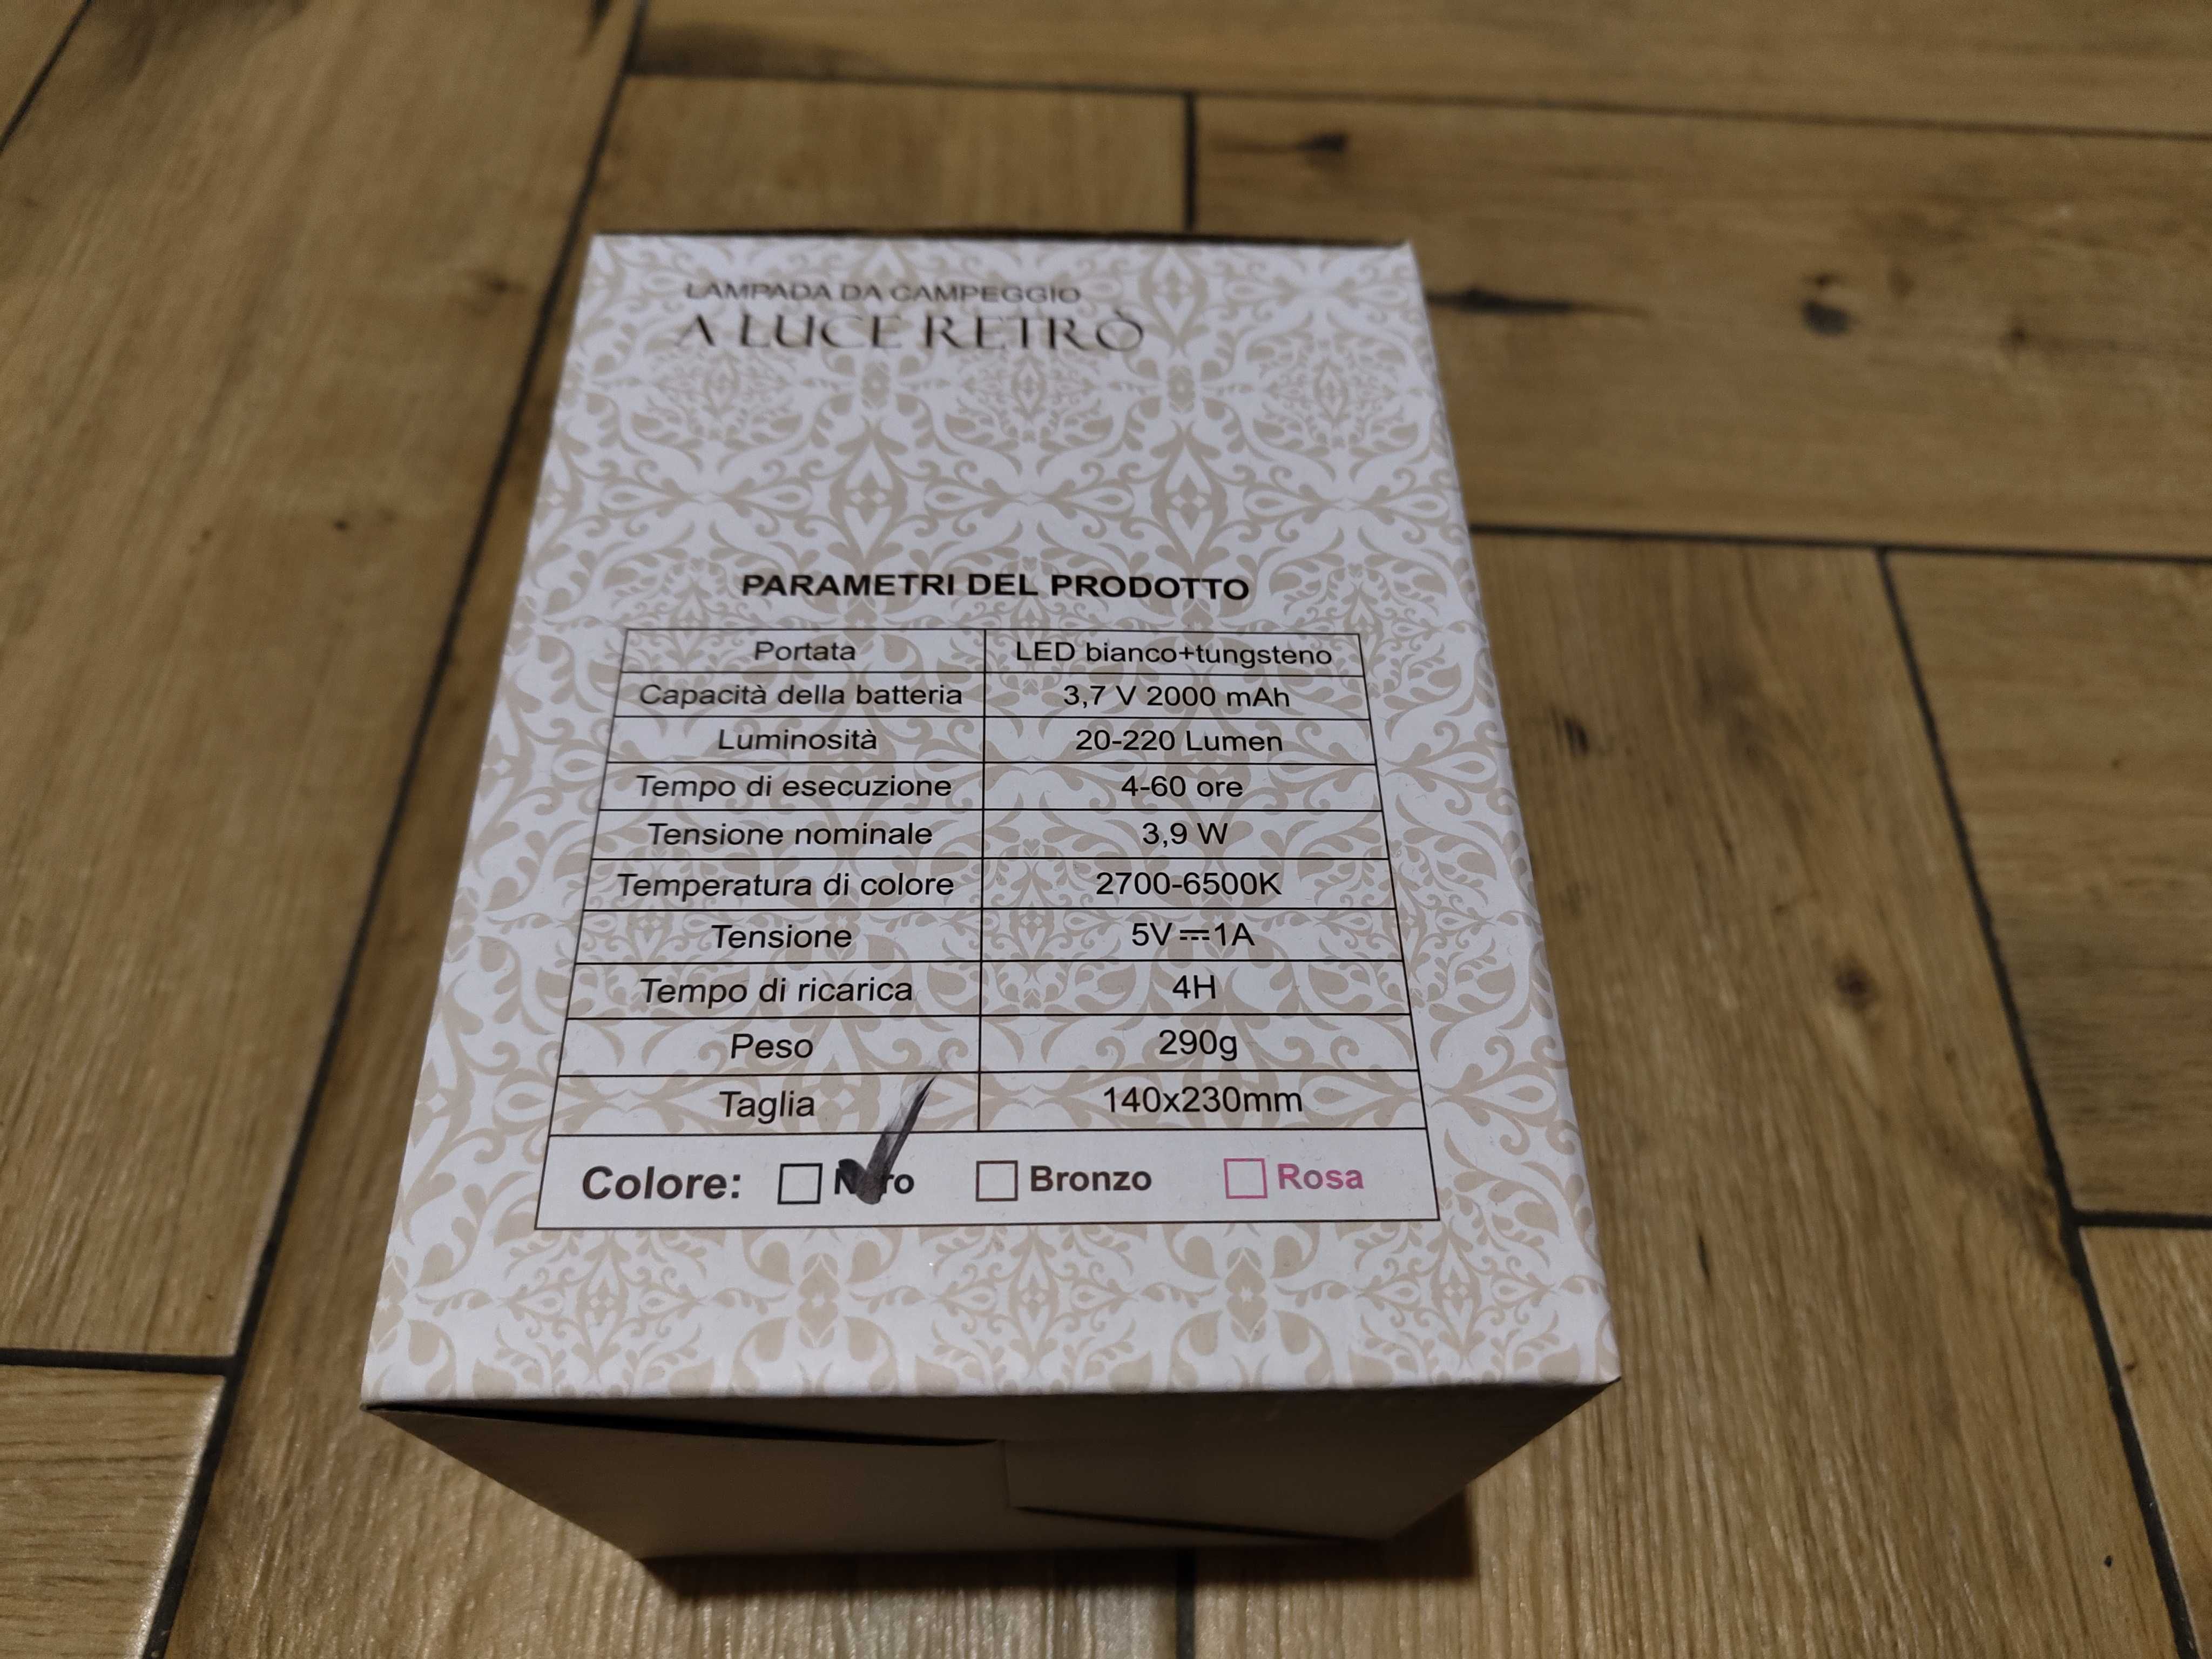 LAMPADA DA CAMPEGGIO
A LUCE RETRÒ
PARAMETRI DEL PRODOTTO
Portata LED bianco+tungsteno
Capacità della batteria 3,7 V 2000 mAh
Luminosità 20-220 Lumen
Tempo di esecuzione 4-60 ore
Tensione nominale 3,9 W
Temperatura di colore 2700-6500K
Tensione 5V⎓1A
Tempo di ricarica 4H
Peso 290g
Taglia 140x230mm
Colore: ☐ Nero ☐ Bronzo ☐ Rosa